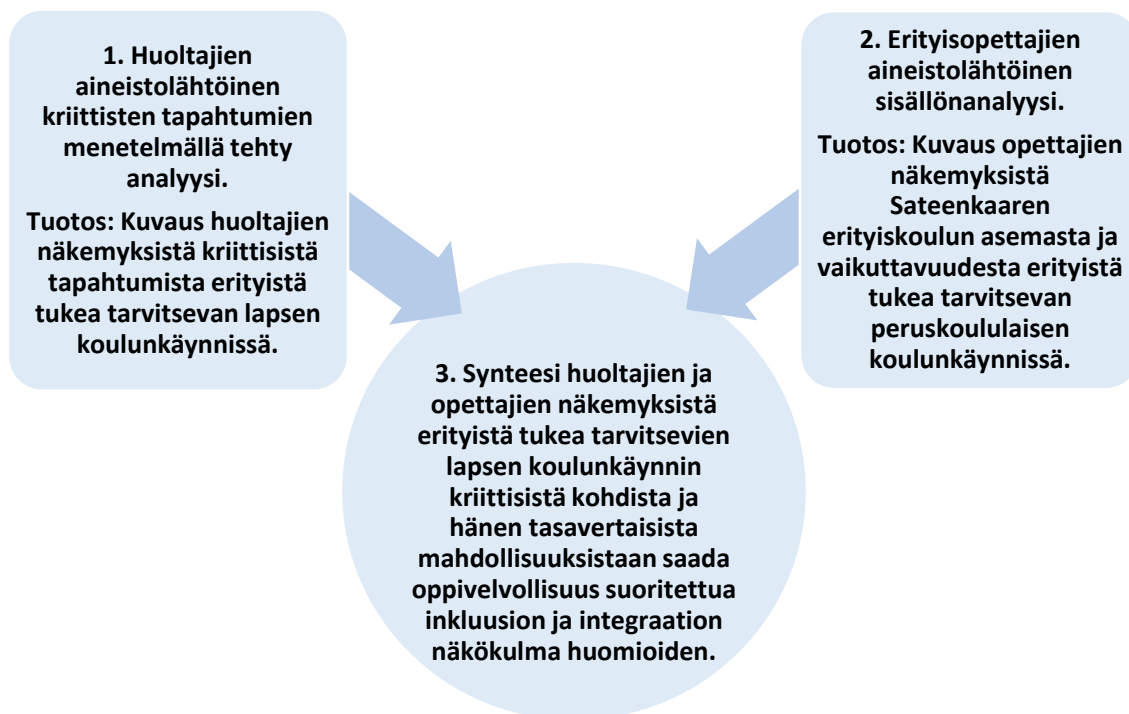 1. Huoltajien
aineistolähtöinen
kriittisten tapahtumien
menetelmällä tehty
analyysi.
Tuotos: Kuvaus huoltajien
näkemyksistä kriittisistä
tapahtumista erityistä
tukea tarvitsevan lapsen
koulunkäynnissä.
2. Erityisopettajien
aineistolähtöinen
sisällönanalyysi.
Tuotos: Kuvaus opettajien
näkemyksistä
Sateenkaaren
erityiskoulun asemasta ja
vaikuttavuudesta erityistä
tukea tarvitsevan
peruskoululaisen
koulunkäynnissä.
3. Synteesi huoltajien ja
opettajien näkemyksistä
erityistä tukea tarvitsevien
lapsen koulunkäynnin
kriittisistä kohdista ja
hänen tasavertaisista
mahdollisuuksistaan saada
oppivelvollisuus suoritettua
inkluusion ja integraation
näkökulma huomioiden.